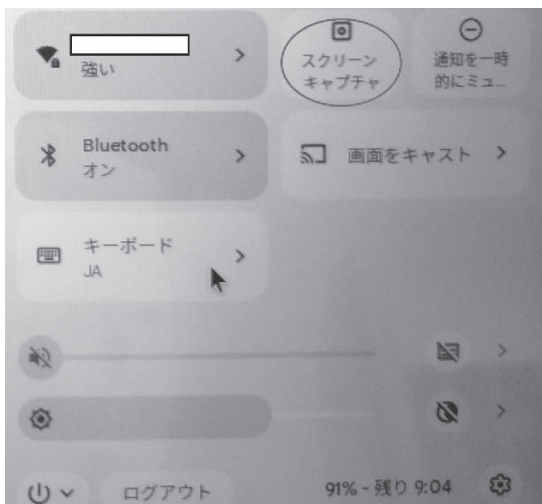 強い
スクリーン
キャプチャ
通知を一時
的にミュ...
Bluetooth
オン
画面をキャスト
キーボード
JA
ログアウト
91% - 残り 9:04